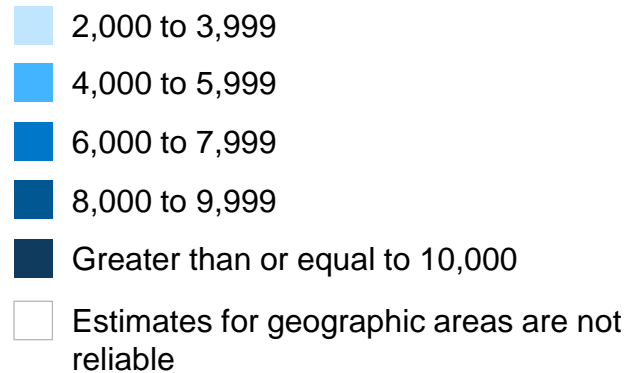 2,000 to 3,999
4,000 to 5,999
6,000 to 7,999
8,000 to 9,999
Greater than or equal to 10,000
Estimates for geographic areas are not
reliable